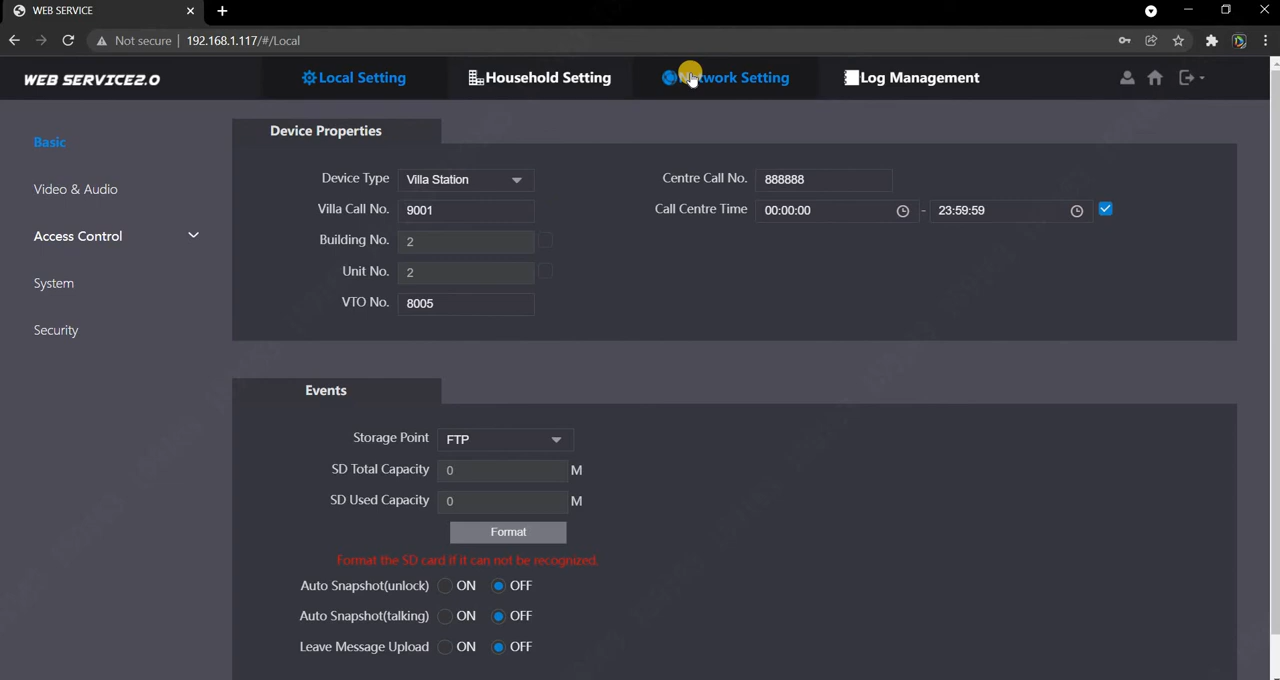 WEB SERVICE
Not secure 192.168.1.117/#/Local
WEB SERVICE2.0
Local Setting
Household Setting
Setting
Log Management
Basic
Video & Audio
Access Control
System
Security
Device Properties
Device Type Villa Station
Villa Call No. 9001
Building No. 2
Unit No. 2
VTO No. 8005
Centre Call No. 888888
Call Centre Time 00:00:00 - 23:59:59
Events
Storage Point FTP
SD Total Capacity 0 M
SD Used Capacity 0 M
Format
Format the SD card if it can not be recognized.
Auto Snapshot(unlock) ON OFF
Auto Snapshot(talking) ON OFF
Leave Message Upload ON OFF